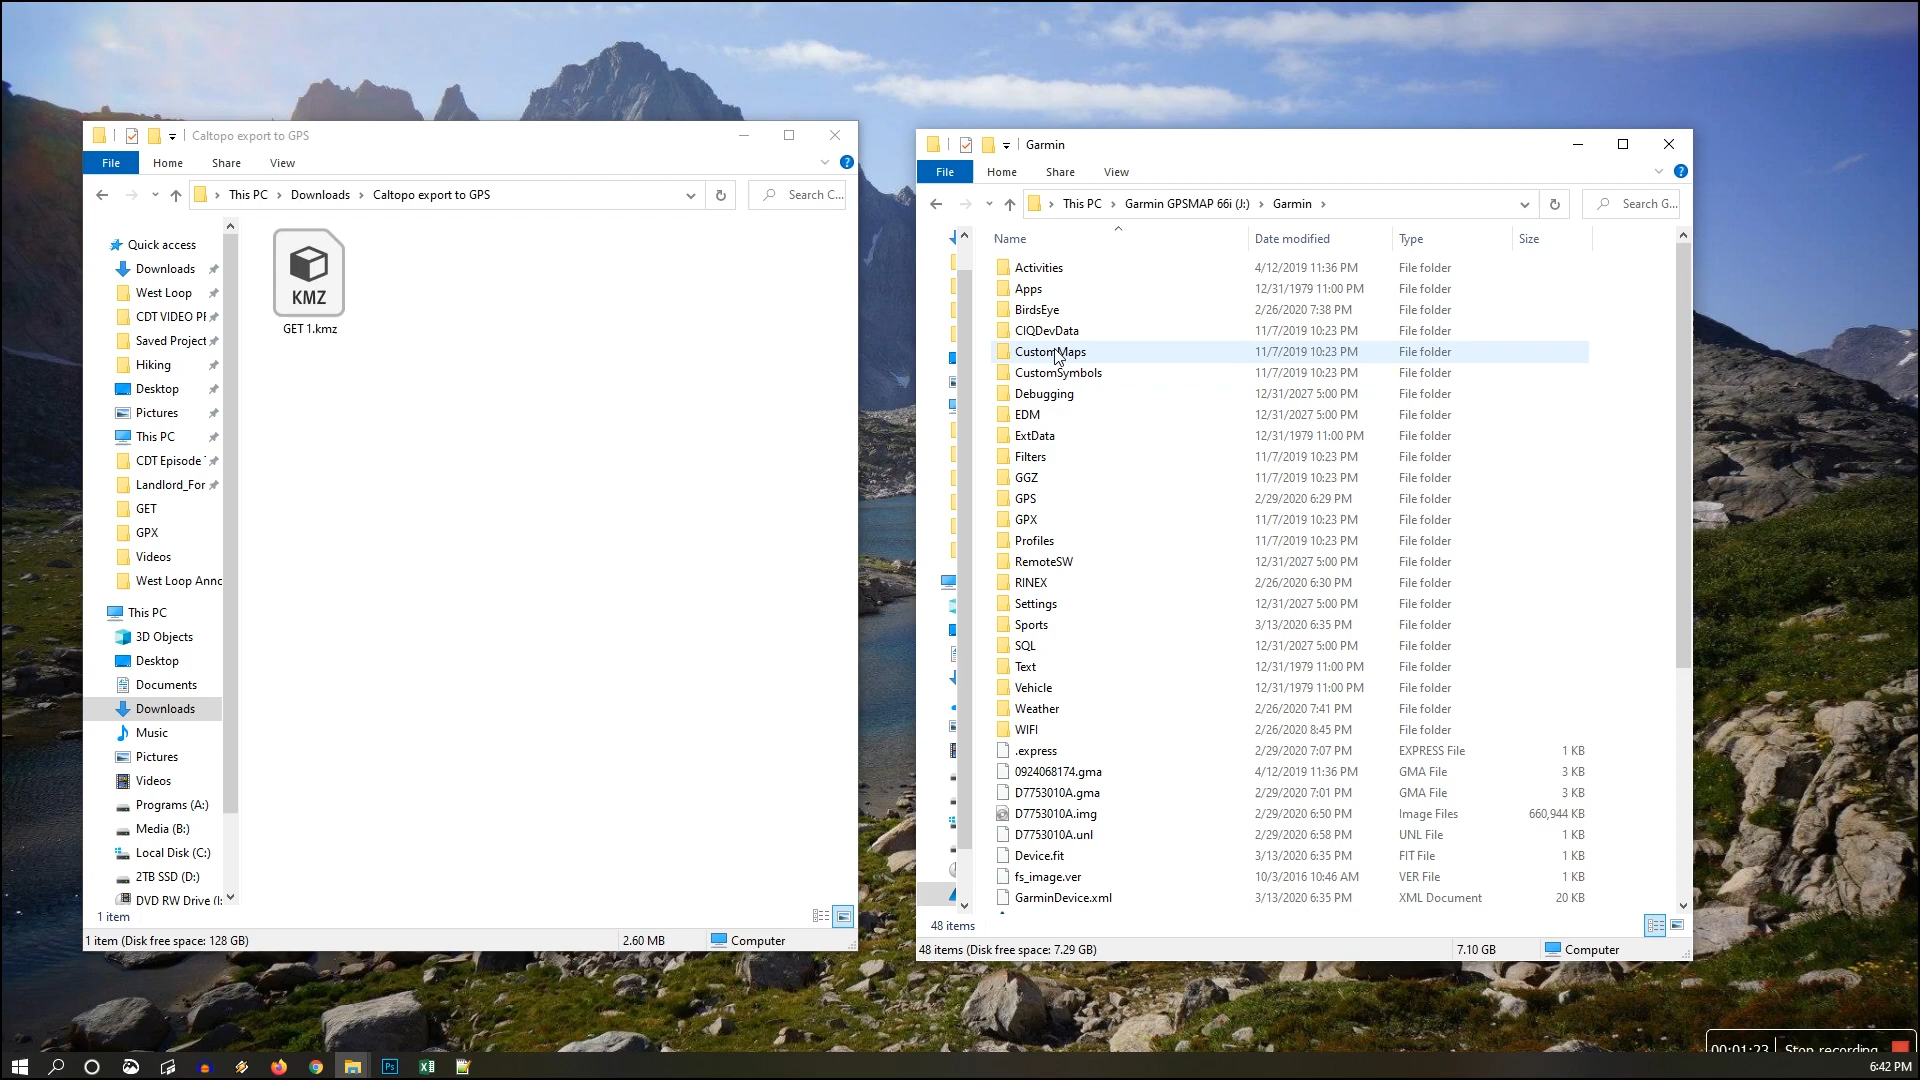 Caltopo export to GPS
File Home Share View
This PC Downloads Caltopo export to GPS Search C...
Quick access
Downloads
West Loop
CDT VIDEO PF
Saved Project
Hiking
Desktop
Pictures
This PC
CDT Episode
Landlord_For
GET
GPX
Videos
West Loop Annc
This PC
3D Objects
Desktop
Documents
Downloads
Music
Pictures
Videos
Programs (A:)
Media (B:)
Local Disk (C:)
2TB SSD (D:)
DVD RW Drive (I:
KMZ
GET 1.kmz
1 item
1 item (Disk free space: 128 GB) 2.60 MB Computer
Garmin
File Home Share View
This PC Garmin GPSMAP 66i (J:) Garmin Search G...
Name Date modified Type Size
Activities 4/12/2019 11:36 PM File folder
Apps 12/31/1979 11:00 PM File folder
BirdsEye 2/26/2020 7:38 PM File folder
CIQDevData 11/7/2019 10:23 PM File folder
CustomMaps 11/7/2019 10:23 PM File folder
CustomSymbols 11/7/2019 10:23 PM File folder
Debugging 12/31/2027 5:00 PM File folder
EDM 12/31/2027 5:00 PM File folder
ExtData 12/31/1979 11:00 PM File folder
Filters 11/7/2019 10:23 PM File folder
GGZ 11/7/2019 10:23 PM File folder
GPS 2/29/2020 6:29 PM File folder
GPX 11/7/2019 10:23 PM File folder
Profiles 11/7/2019 10:23 PM File folder
RemoteSW 12/31/2027 5:00 PM File folder
RINEX 2/26/2020 6:30 PM File folder
Settings 12/31/2027 5:00 PM File folder
Sports 3/13/2020 6:35 PM File folder
SQL 12/31/2027 5:00 PM File folder
Text 12/31/1979 11:00 PM File folder
Vehicle 12/31/1979 11:00 PM File folder
Weather 2/26/2020 7:41 PM File folder
WIFI 2/26/2020 8:45 PM File folder
.express 2/29/2020 7:07 PM EXPRESS File 1 KB
0924068174.gma 4/12/2019 11:36 PM GMA File 3 KB
D7753010A.gma 2/29/2020 7:01 PM GMA File 3 KB
D7753010A.img 2/29/2020 6:50 PM Image Files 660,944 KB
D7753010A.unl 2/29/2020 6:58 PM UNL File 1 KB
Device.fit 3/13/2020 6:35 PM FIT File 1 KB
fs_image.ver 10/3/2016 10:46 AM VER File 1 KB
GarminDevice.xml 3/13/2020 6:35 PM XML Document 20 KB
48 items
48 items (Disk free space: 7.29 GB) 7.10 GB Computer
00:01:23 Stop recording
Ps
6:42 PM